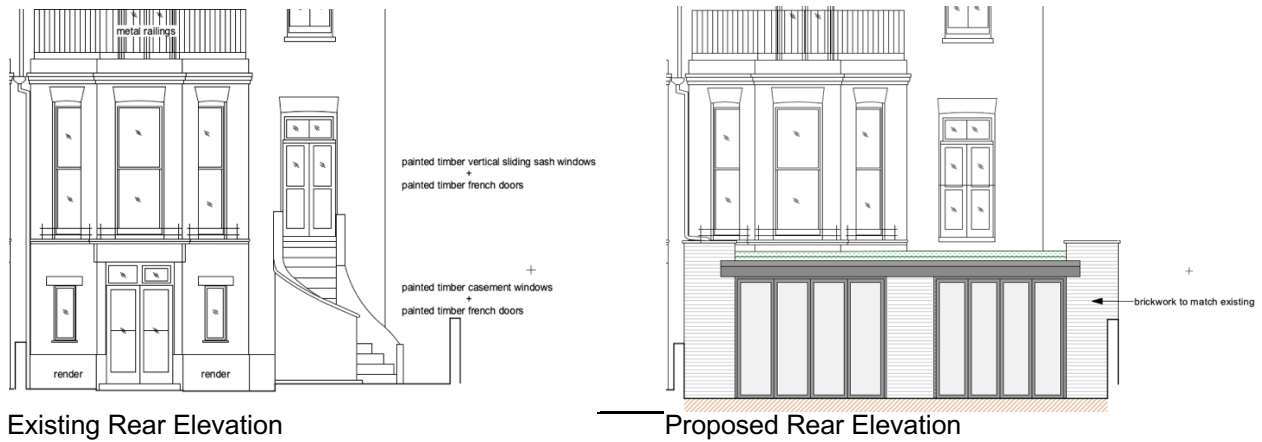 metal railings
painted timber vertical sliding sash windows
+
painted timber french doors
painted timber casement windows
+
painted timber french doors
render
render
brickwork to match existing
Existing Rear Elevation
Proposed Rear Elevation